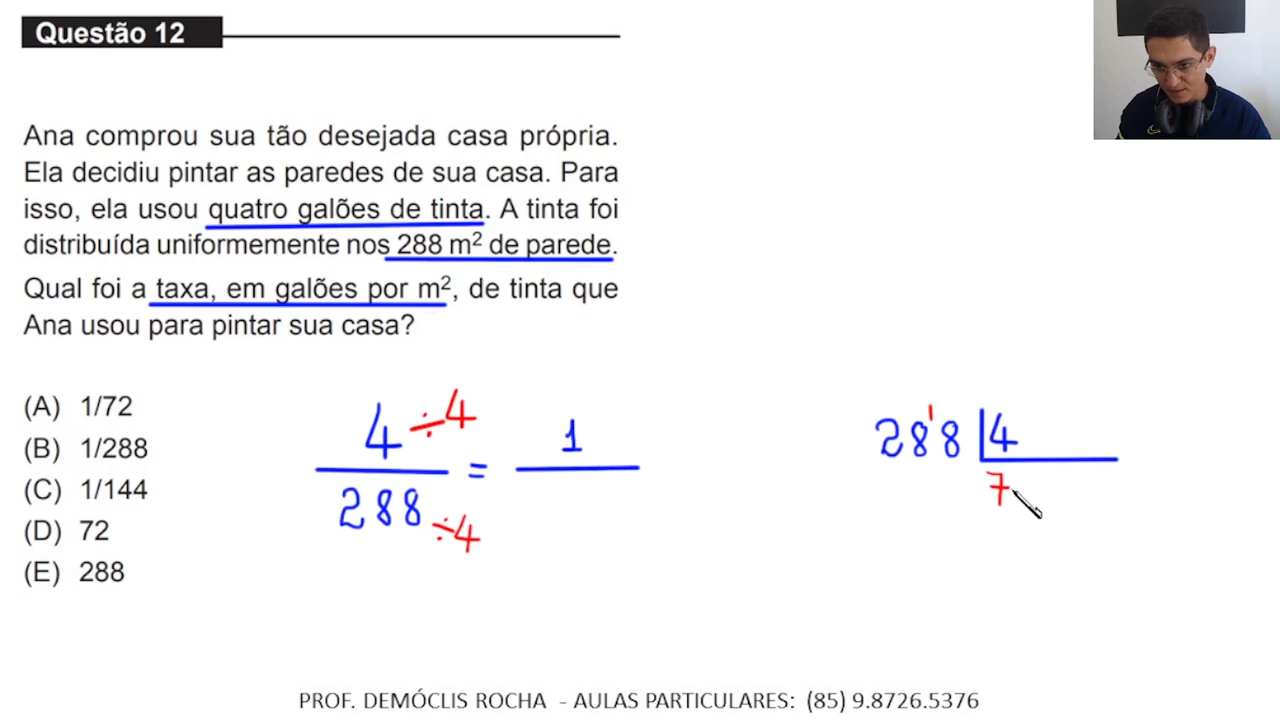 Questão 12
Ana comprou sua tão desejada casa própria.
Ela decidiu pintar as paredes de sua casa. Para
isso, ela usou quatro galões de tinta. A tinta foi
distribuída uniformemente nos 288 m² de parede.
Qual foi a taxa, em galões por m², de tinta que
Ana usou para pintar sua casa?
(A) 1/72
(B) 1/288
(C) 1/144
(D) 72
(E) 288
4 ÷4
288 ÷4
=
1
1
288 4
7
PROF. DEMÓCLIS ROCHA - AULAS PARTICULARES: (85) 9.8726.5376